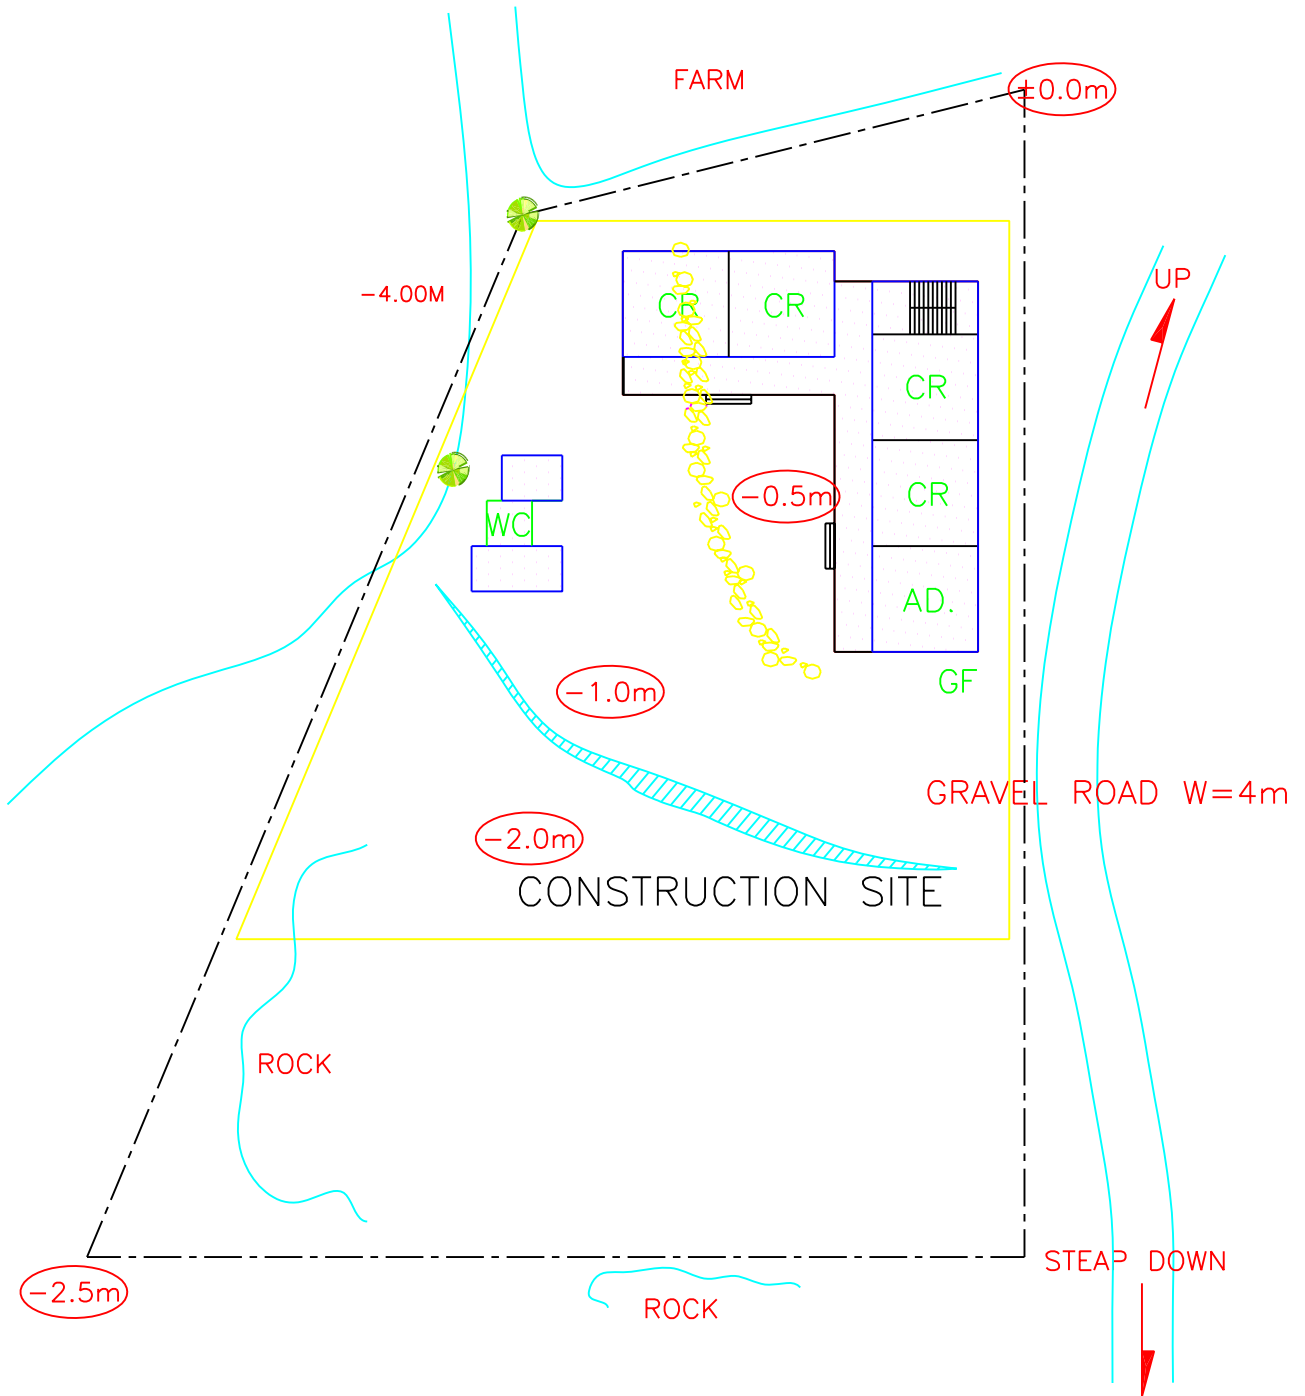 FARM
±0.0m
UP
-4.00M
CR
CR
CR
CR
-0.5m
WC
AD.
GF
-1.0m
GRAVEL ROAD W=4m
-2.0m
CONSTRUCTION SITE
ROCK
STEAP DOWN
-2.5m
ROCK